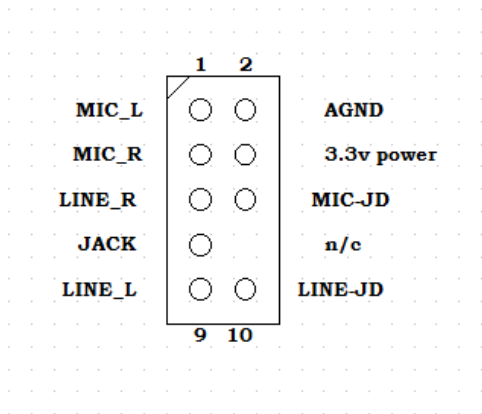 1 2
MIC_L AGND
MIC_R 3.3v power
LINE_R MIC-JD
JACK n/c
LINE_L LINE-JD
9 10